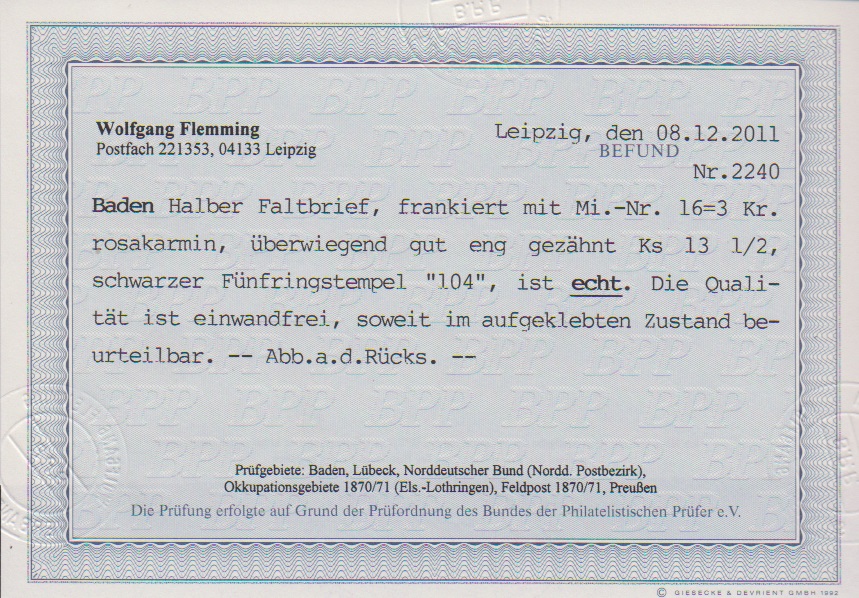 Wolfgang Flemming
Postfach 221353, 04133 Leipzig
Leipzig, den 08.12.2011
BEFUND
Nr.2240
Baden Halber Faltbrief, frankiert mit Mi.-Nr. 16=3 Kr.
rosakarmin, überwiegend gut eng gezähnt Ks 13 1/2,
schwarzer Fünfringstempel "104", ist echt. Die Quali-
tät ist einwandfrei, soweit im aufgeklebten Zustand be-
urteilbar. -- Abb.a.d.Rücks. --
Prüfgebiete: Baden, Lübeck, Norddeutscher Bund (Nordd. Postbezirk),
Okkupationsgebiete 1870/71 (Els.-Lothringen), Feldpost 1870/71, Preußen
Die Prüfung erfolgte auf Grund der Prüfordnung des Bundes der Philatelistischen Prüfer e.V.
© GIESECKE & DEVRIENT GMBH 1992